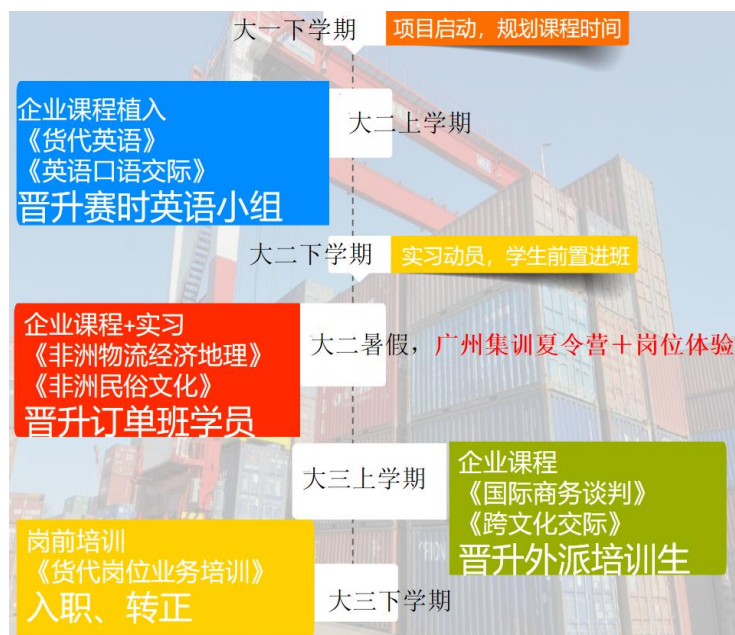 大一下学期
项目启动，规划课程时间
企业课程植入
《货代英语》
《英语口语交际》
晋升赛时英语小组
大二上学期
大二下学期
实习动员，学生前置进班
企业课程+实习
《非洲物流经济地理》
《非洲民俗文化》
晋升订单班学员
大二暑假，广州集训夏令营＋岗位体验
大三上学期
企业课程
《国际商务谈判》
《跨文化交际》
晋升外派培训生
岗前培训
《货代岗位业务培训》
入职、转正
大三下学期